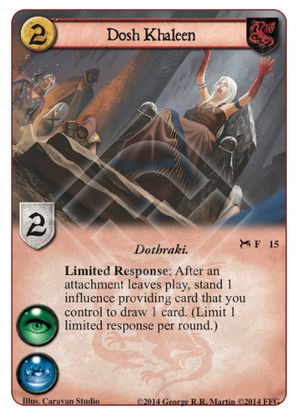 2
Dosh Khaleen
2
Dothraki.
F 15
Limited Response: After an
attachment leaves play, stand 1
influence providing card that you
control to draw 1 card. (Limit 1
limited response per round.)
Illus. Caravan Studio
©2014 George R.R. Martin ©2014 FFG